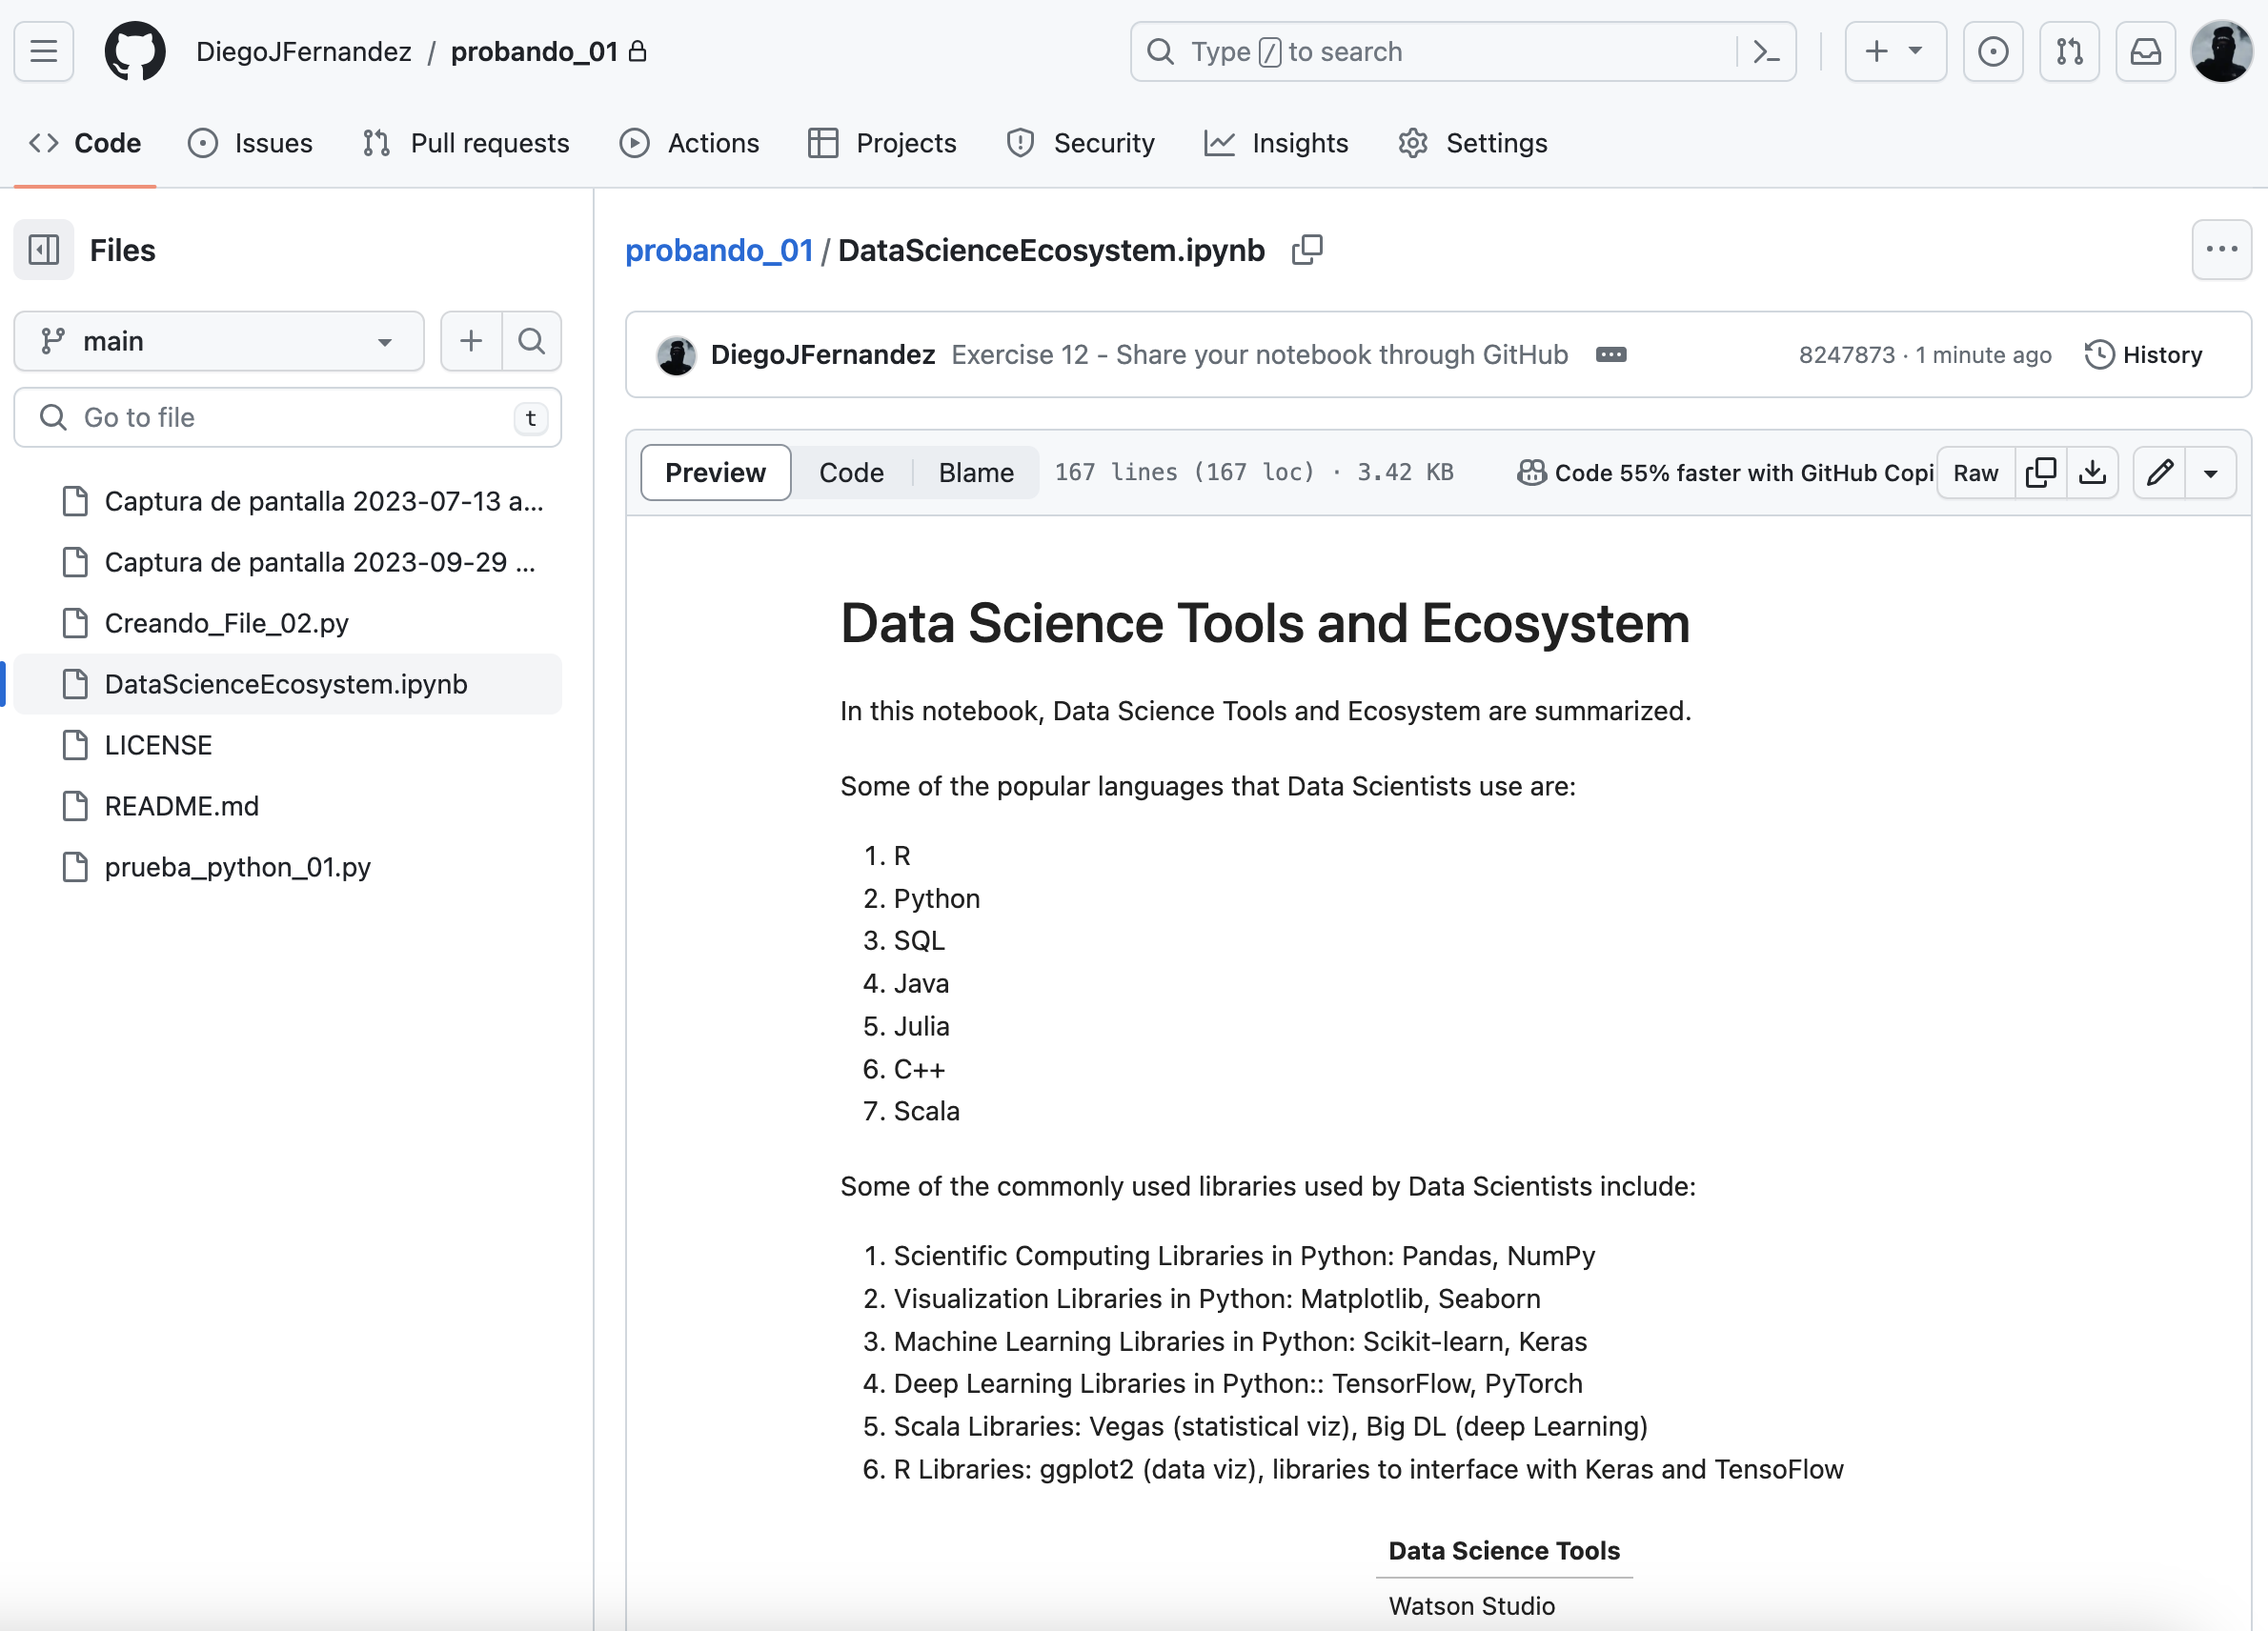 DiegoJFernandez / probando_01
Type / to search
Code Issues Pull requests Actions Projects Security Insights Settings
Files
main
Go to file t
Captura de pantalla 2023-07-13 a...
Captura de pantalla 2023-09-29 ...
Creando_File_02.py
DataScienceEcosystem.ipynb
LICENSE
README.md
prueba_python_01.py
probando_01 / DataScienceEcosystem.ipynb
DiegoJFernandez Exercise 12 - Share your notebook through GitHub 8247873 · 1 minute ago History
Preview Code Blame 167 lines (167 loc) · 3.42 KB Code 55% faster with GitHub Copi Raw
Data Science Tools and Ecosystem
In this notebook, Data Science Tools and Ecosystem are summarized.
Some of the popular languages that Data Scientists use are:
1. R
2. Python
3. SQL
4. Java
5. Julia
6. C++
7. Scala
Some of the commonly used libraries used by Data Scientists include:
1. Scientific Computing Libraries in Python: Pandas, NumPy
2. Visualization Libraries in Python: Matplotlib, Seaborn
3. Machine Learning Libraries in Python: Scikit-learn, Keras
4. Deep Learning Libraries in Python:: TensorFlow, PyTorch
5. Scala Libraries: Vegas (statistical viz), Big DL (deep Learning)
6. R Libraries: ggplot2 (data viz), libraries to interface with Keras and TensoFlow
Data Science Tools
Watson Studio